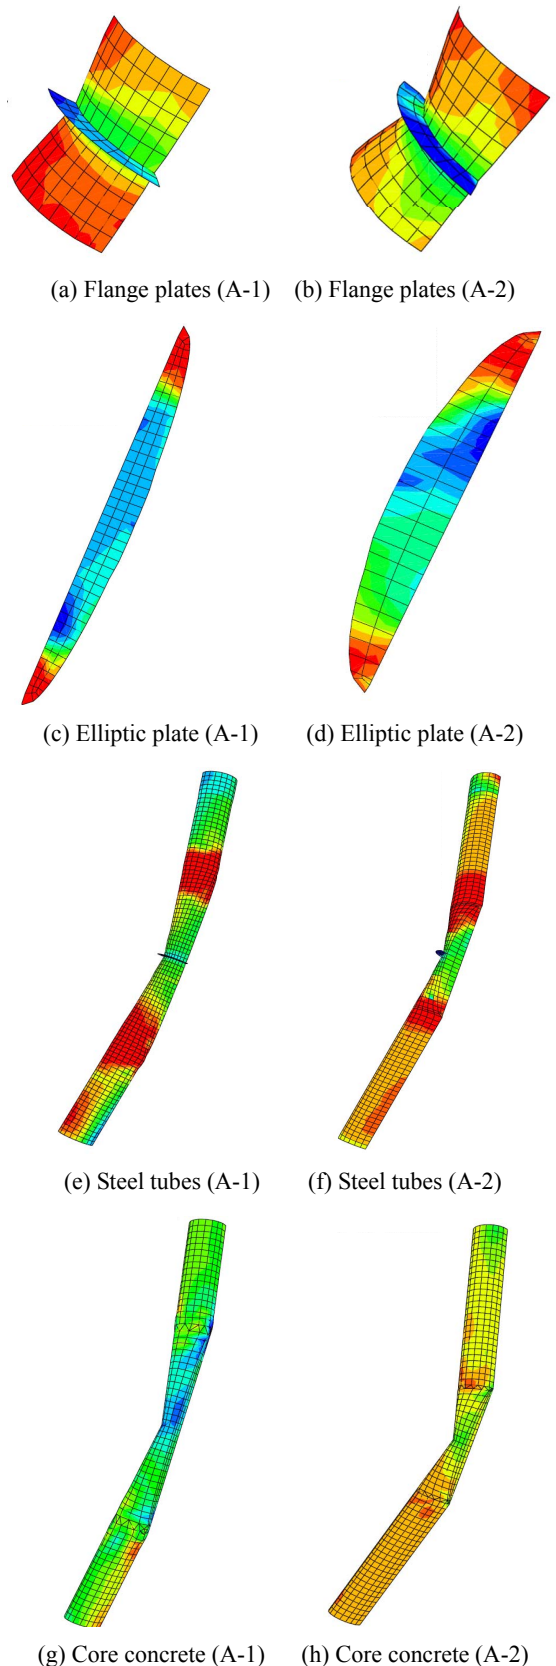 (a) Flange plates (A-1) (b) Flange plates (A-2)
(c) Elliptic plate (A-1) (d) Elliptic plate (A-2)
(e) Steel tubes (A-1) (f) Steel tubes (A-2)
(g) Core concrete (A-1) (h) Core concrete (A-2)